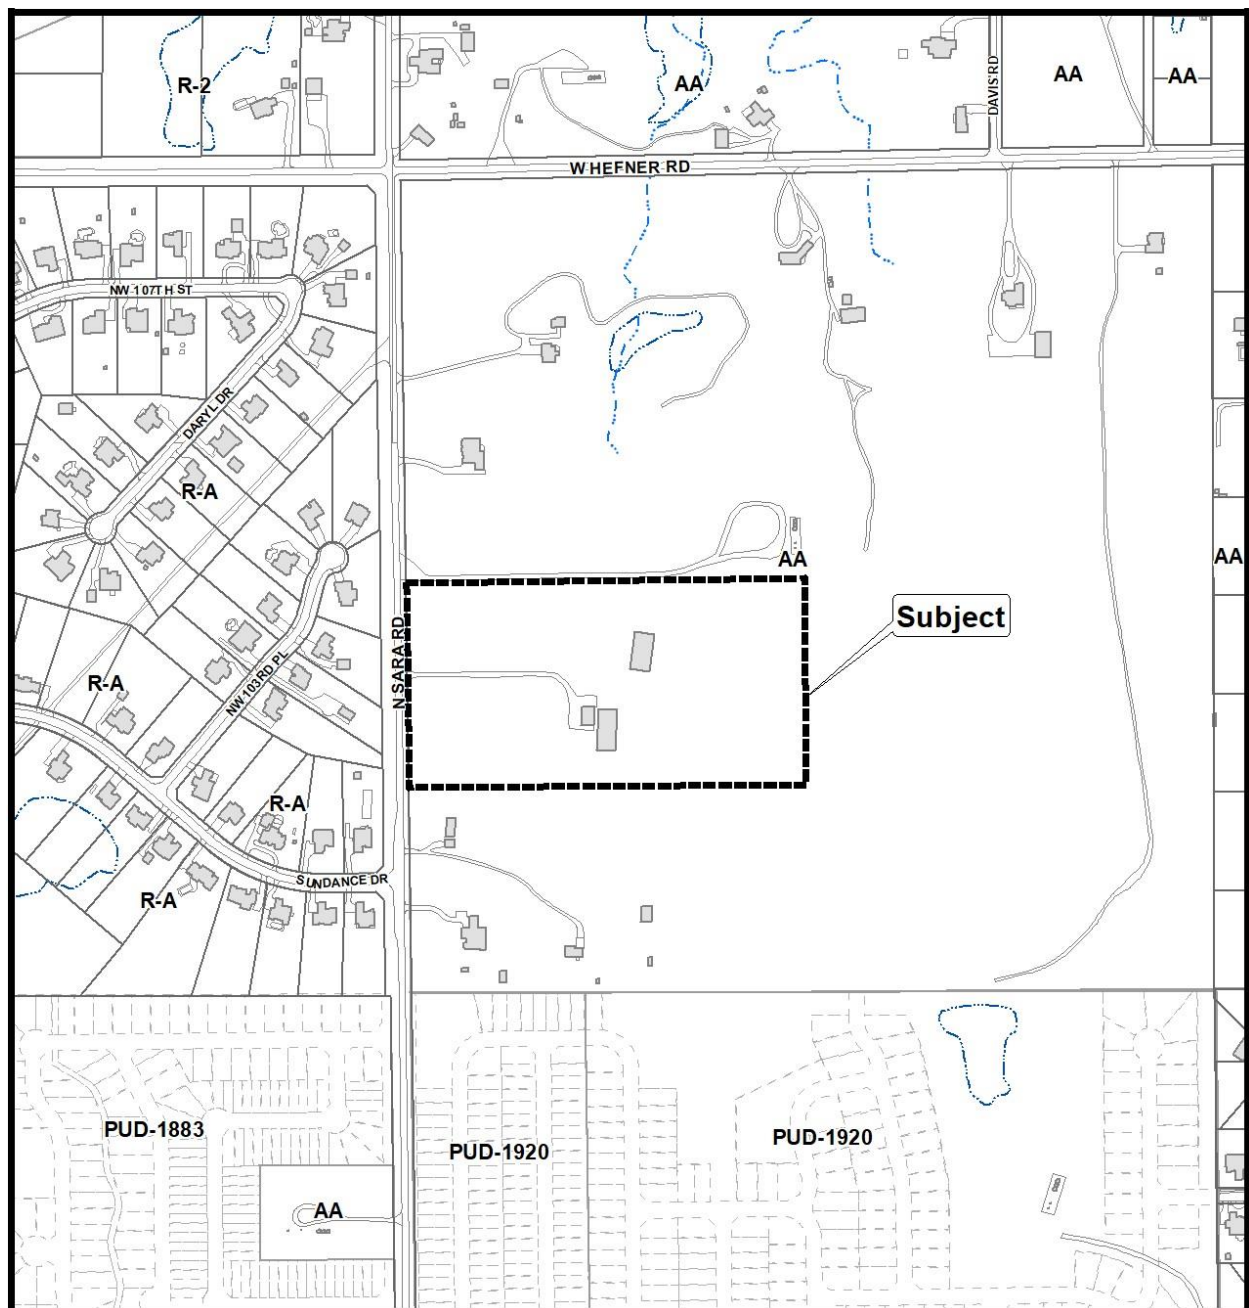 R-2
AA
DAVIS RD
AA
AA
W HEFNER RD
NW 107TH ST
DARYL DR
R-A
AA
AA
Subject
N SARA RD
NW 103RD PL
R-A
R-A
SUNDANCE DR
R-A
PUD-1883
PUD-1920
PUD-1920
AA